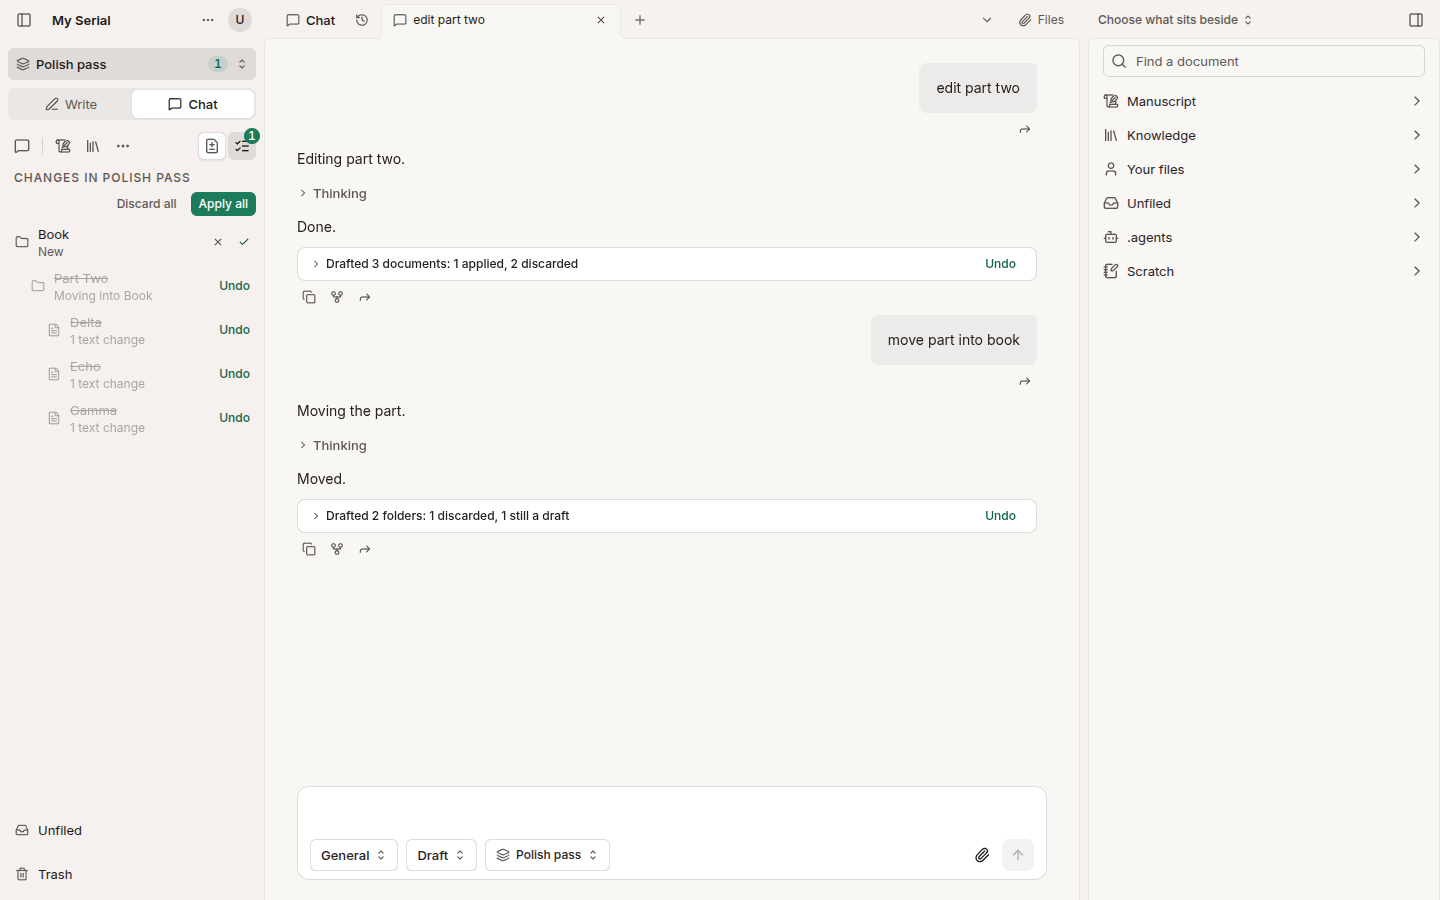 My Serial
U
Polish pass
1
Write
Chat
1
CHANGES IN POLISH PASS
Discard all
Apply all
Book
New
Part Two
Moving into Book
Undo
Delta
1 text change
Undo
Echo
1 text change
Undo
Gamma
1 text change
Undo
Unfiled
Trash
Chat
edit part two
Files
edit part two
Editing part two.
Thinking
Done.
Drafted 3 documents: 1 applied, 2 discarded
Undo
move part into book
Moving the part.
Thinking
Moved.
Drafted 2 folders: 1 discarded, 1 still a draft
Undo
General
Draft
Polish pass
Choose what sits beside
Find a document
Manuscript
Knowledge
Your files
Unfiled
.agents
Scratch